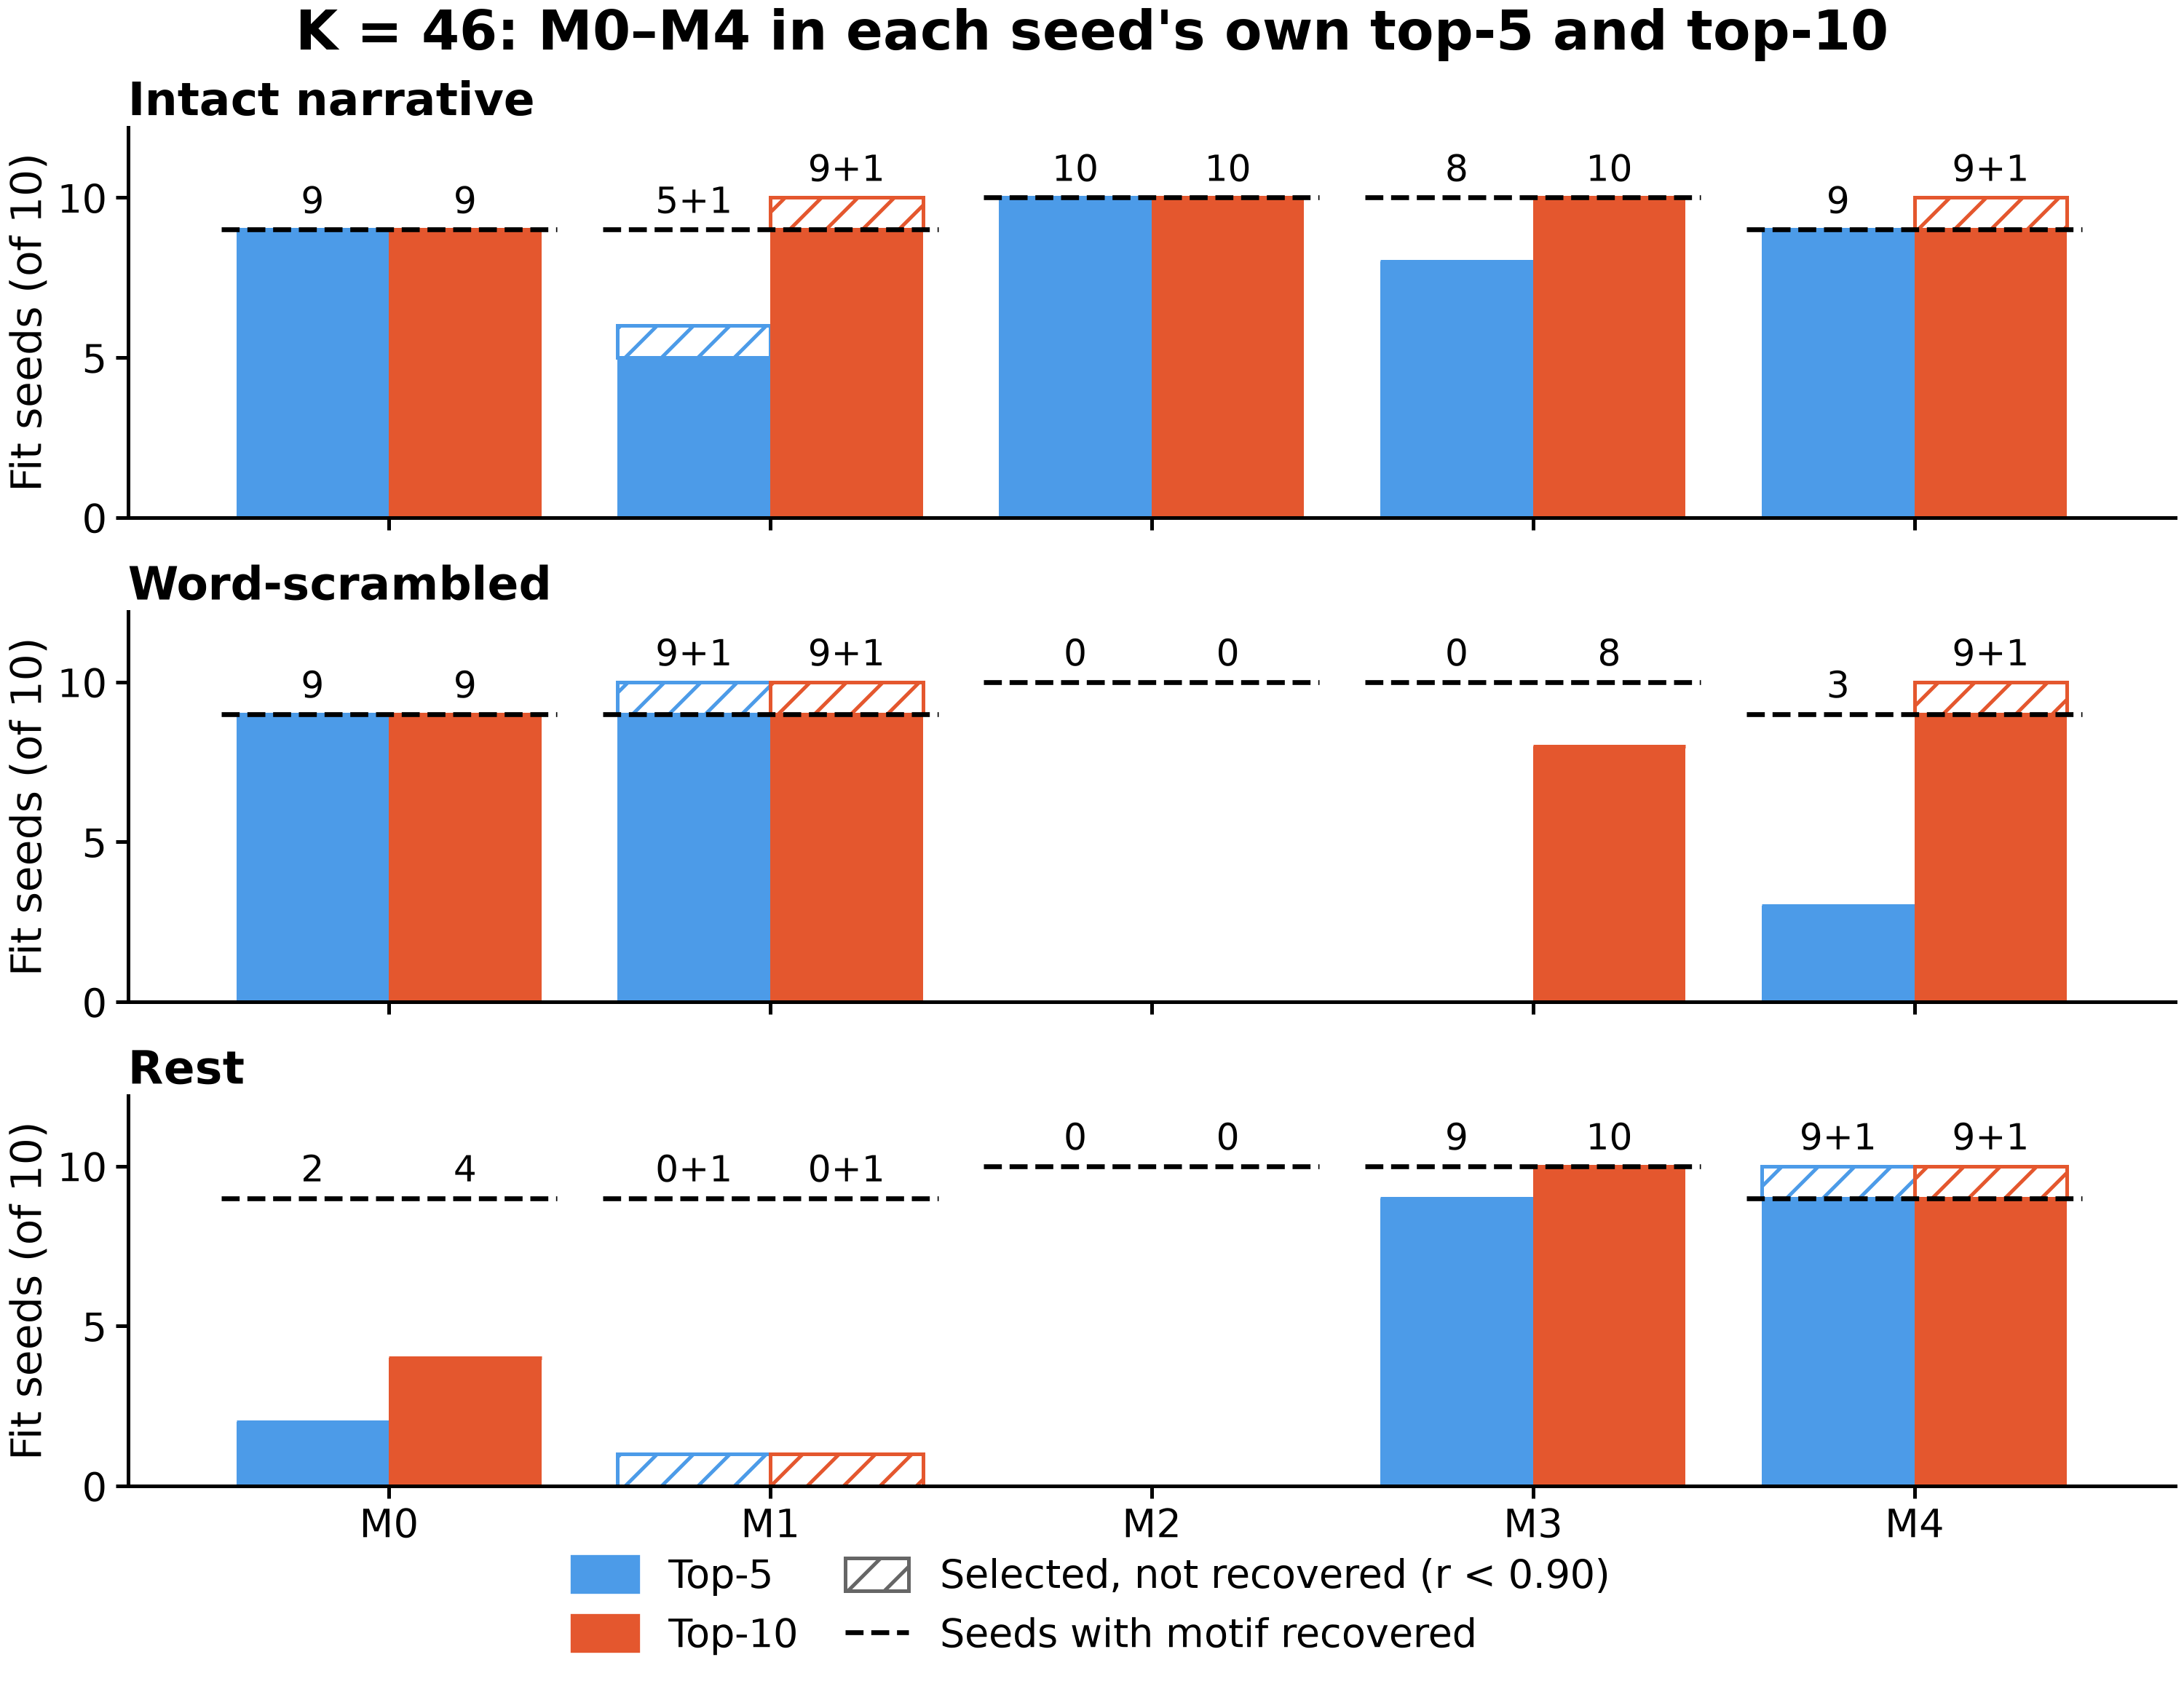 K = 46: M0–M4 in each seed's own top-5 and top-10
Intact narrative
Fit seeds (of 10)
10
5
0
9 9 5+1 9+1 10 10 8 10 9 9+1
Word-scrambled
Fit seeds (of 10)
10
5
0
9 9 9+1 9+1 0 0 0 8 3 9+1
Rest
Fit seeds (of 10)
10
5
0
2 4 0+1 0+1 0 0 9 10 9+1 9+1
M0 M1 M2 M3 M4
Top-5
Top-10
Selected, not recovered (r < 0.90)
Seeds with motif recovered